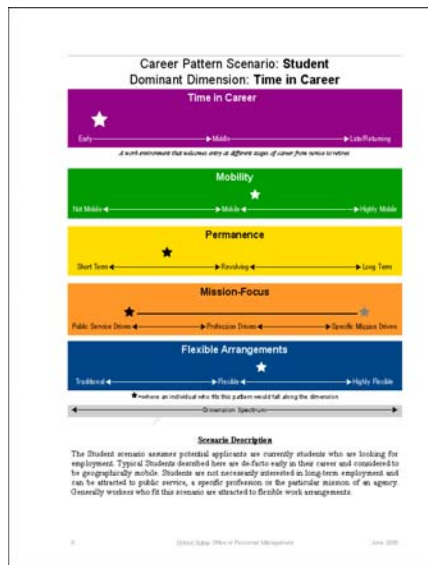 Career Pattern Scenario: Student
Dominant Dimension: Time in Career
Time in Career
Early Middle Late/Returning
A work environment that welcomes entry at different stages of career from novice to retiree
Mobility
Not Mobile Mobile Highly Mobile
Permanence
Short Term Revolving Long Term
Mission-Focus
Public Service Driven Profession Driven Specific Mission Driven
Flexible Arrangements
Traditional Flexible Highly Flexible
=where an individual who fits this pattern would fall along the dimension
Dimension Spectrum
Scenario Description
The Student scenario assumes potential applicants are currently students who are looking for
employment. Typical Students described here are de-facto early in their career and considered to
be geographically mobile. Students are not necessarily interested in long-term employment and
can be attracted to public service, a specific profession or the particular mission of an agency.
Generally workers who fit this scenario are attracted to flexible work arrangements.
Office of Personnel Management
June